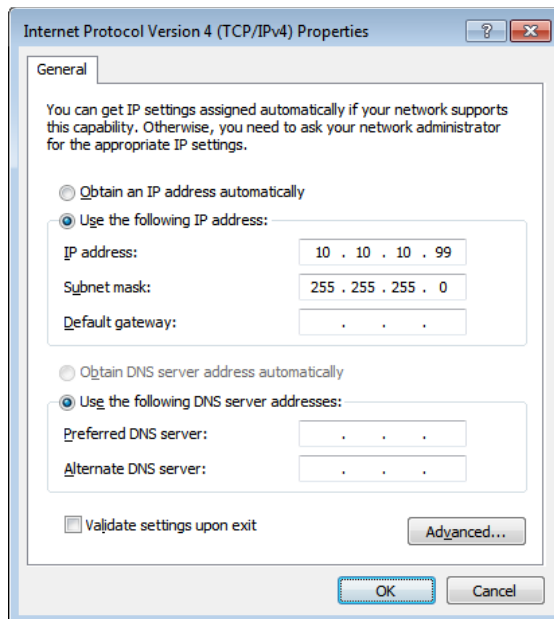 Internet Protocol Version 4 (TCP/IPv4) Properties
General
You can get IP settings assigned automatically if your network supports
this capability. Otherwise, you need to ask your network administrator
for the appropriate IP settings.
Obtain an IP address automatically
Use the following IP address:
IP address: 10 . 10 . 10 . 99
Subnet mask: 255 . 255 . 255 . 0
Default gateway: . . .
Obtain DNS server address automatically
Use the following DNS server addresses:
Preferred DNS server: . . .
Alternate DNS server: . . .
Validate settings upon exit
Advanced...
OK Cancel